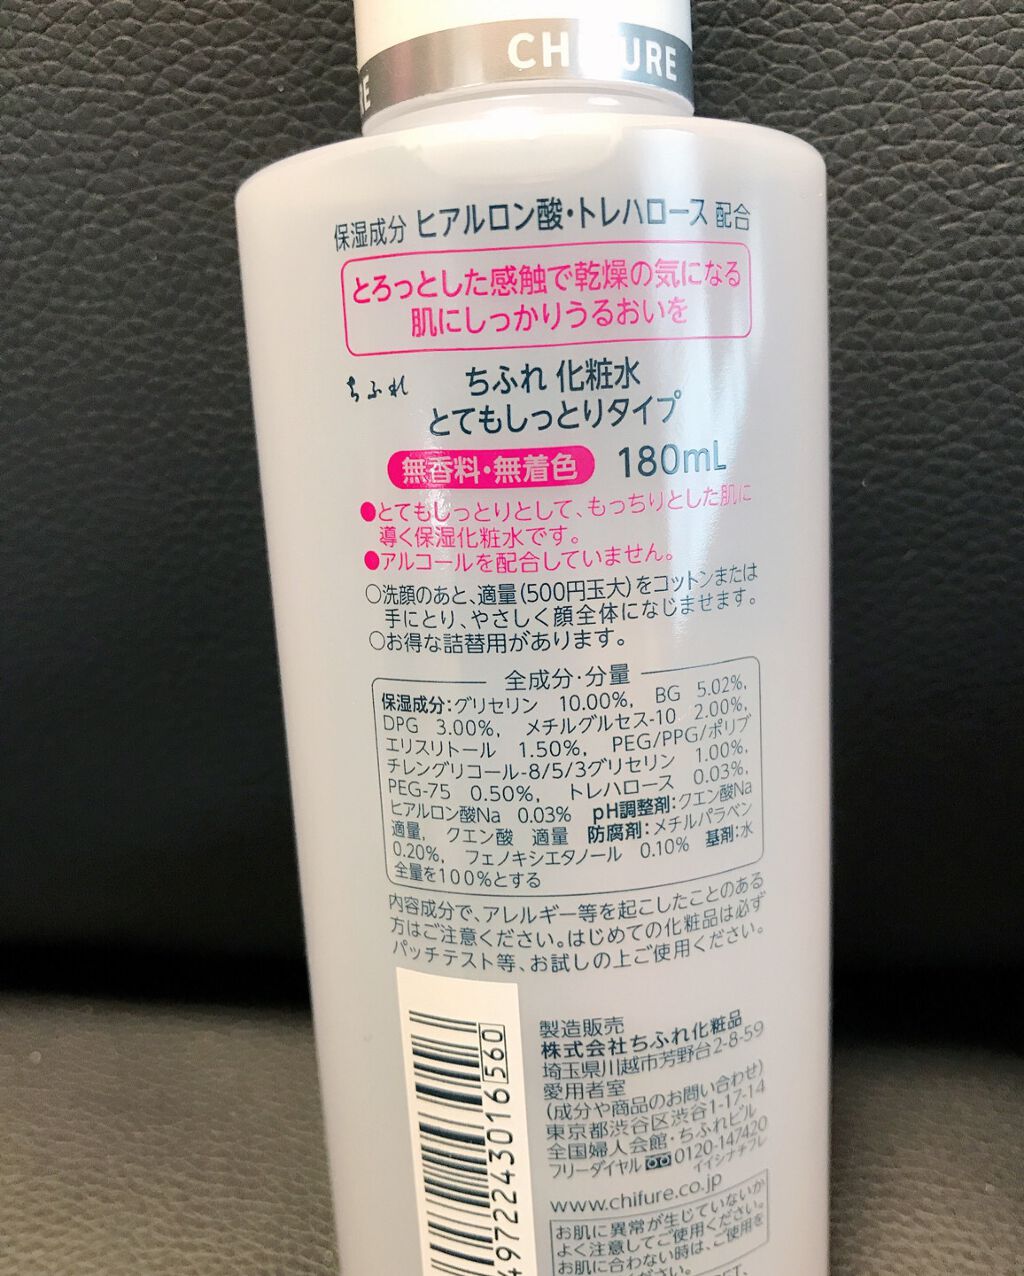 CHIFURE
保湿成分 ヒアルロン酸・トレハロース 配合
とろっとした感触で乾燥の気になる
肌にしっかりうるおいを
ちふれ ちふれ 化粧水
とてもしっとりタイプ
無香料・無着色 180mL
●とてもしっとりとして、もっちりとした肌に
導く保湿化粧水です。
●アルコールを配合していません。
○洗顔のあと、適量(500円玉大)をコットンまたは
手にとり、やさしく顔全体になじませます。
○お得な詰替用があります。
全成分・分量
保湿成分:グリセリン 10.00%, BG 5.02%,
DPG 3.00%, メチルグルセス-10 2.00%,
エリスリトール 1.50%, PEG/PPG/ポリブ
チレングリコール-8/5/3グリセリン 1.00%,
PEG-75 0.50%, トレハロース 0.03%,
ヒアルロン酸Na 0.03% pH調整剤:クエン酸Na
適量, クエン酸 適量 防腐剤:メチルパラベン
0.20%, フェノキシエタノール 0.10% 基剤:水
全量を100%とする
内容成分で、アレルギー等を起こしたことのある
方はご注意ください。はじめての化粧品は必ず
パッチテスト等、お試しの上ご使用ください。
4972243016560
製造販売
株式会社ちふれ化粧品
埼玉県川越市芳野台2-8-59
愛用者室
(成分や商品のお問い合わせ)
東京都渋谷区渋谷1-17-14
全国婦人会館・ちふれビル
フリーダイヤル 0120-147420
イイシナチフレ
www.chifure.co.jp
お肌に異常が生じていないか
よく注意してご使用ください。
お肌に合わない時は、ご使用を